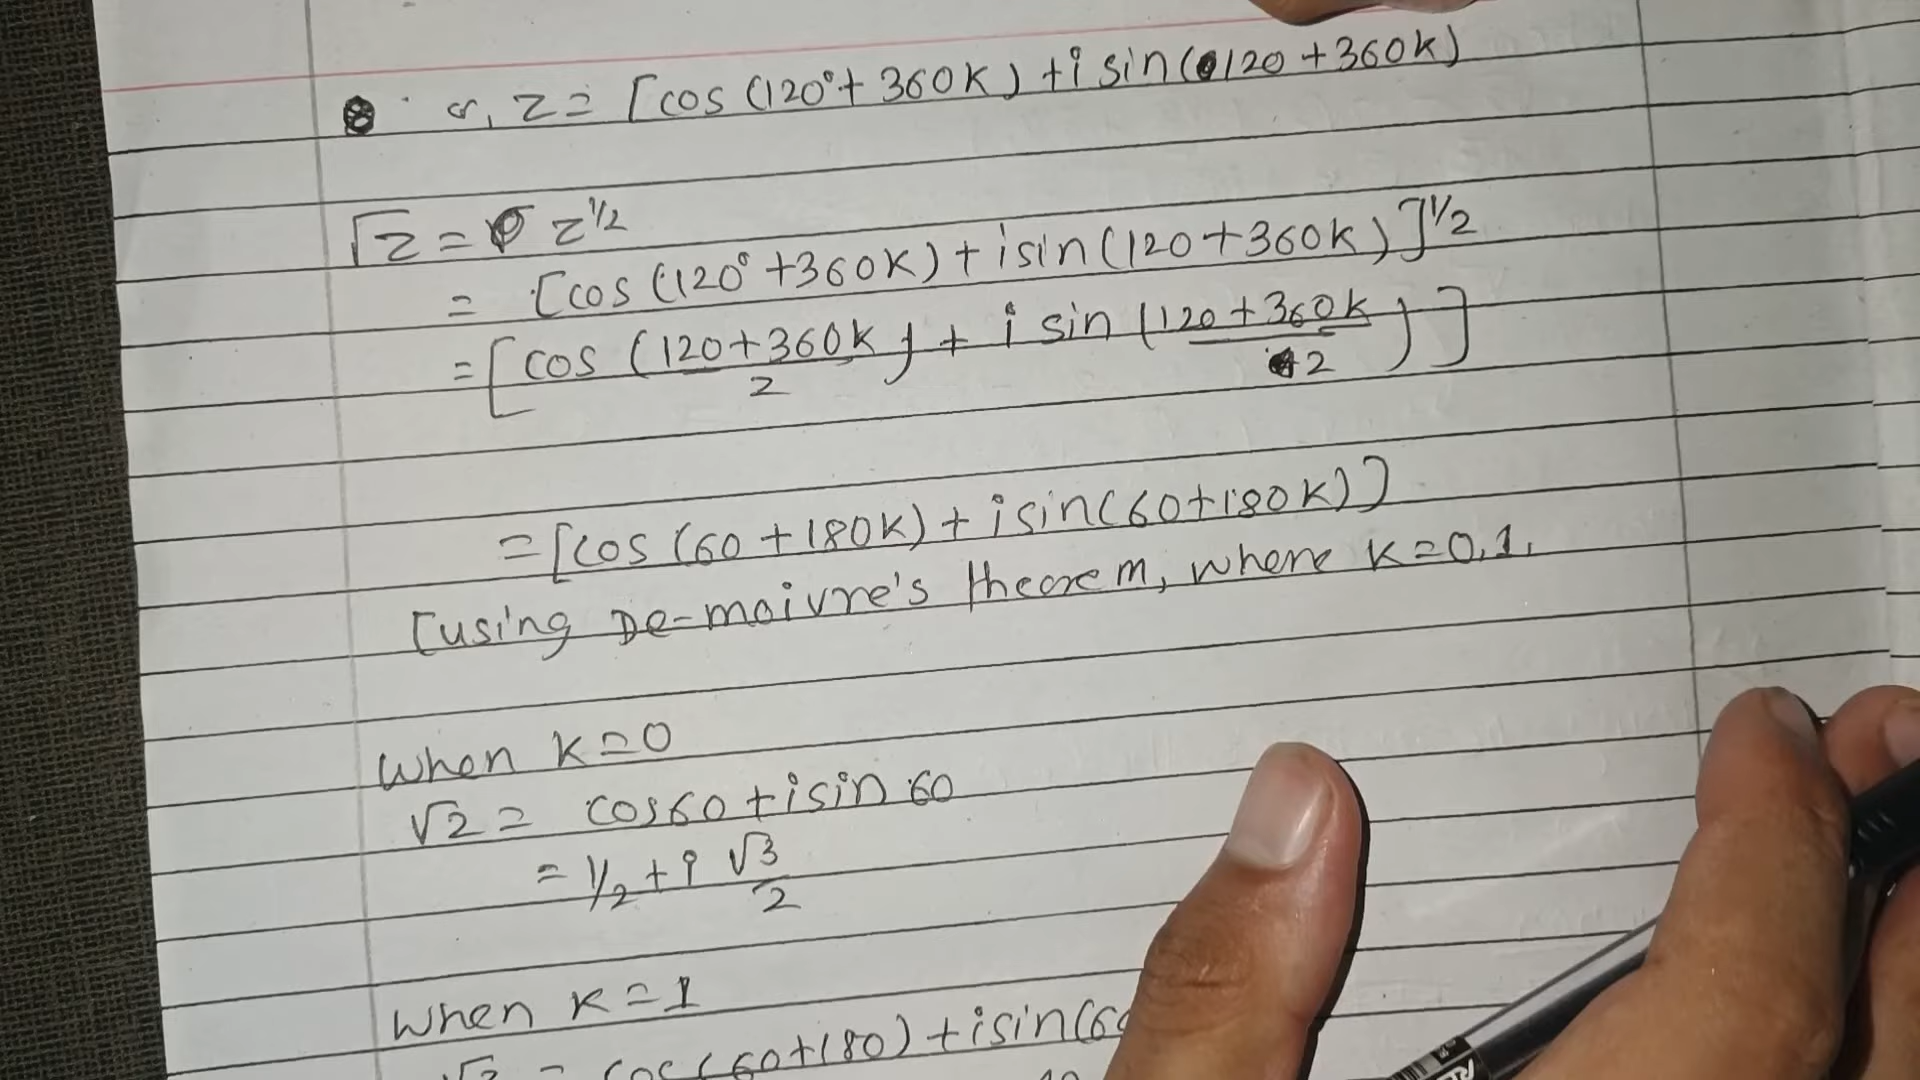 or, z = [cos (120° + 360K) + i sin(120 + 360K)
√z = z^1/2
= [cos (120° + 360K) + i sin (120 + 360K)]^1/2
= [cos (120 + 360K / 2) + i sin (120 + 360K / 2)]
= [cos (60 + 180K) + i sin(60 + 180K)]
[using De-moivre's theorem, where K = 0, 1.
when K = 0
√z = cos60 + i sin 60
= 1/2 + i √3/2
when K = 1
√z = cos (60 + 180) + i sin(60